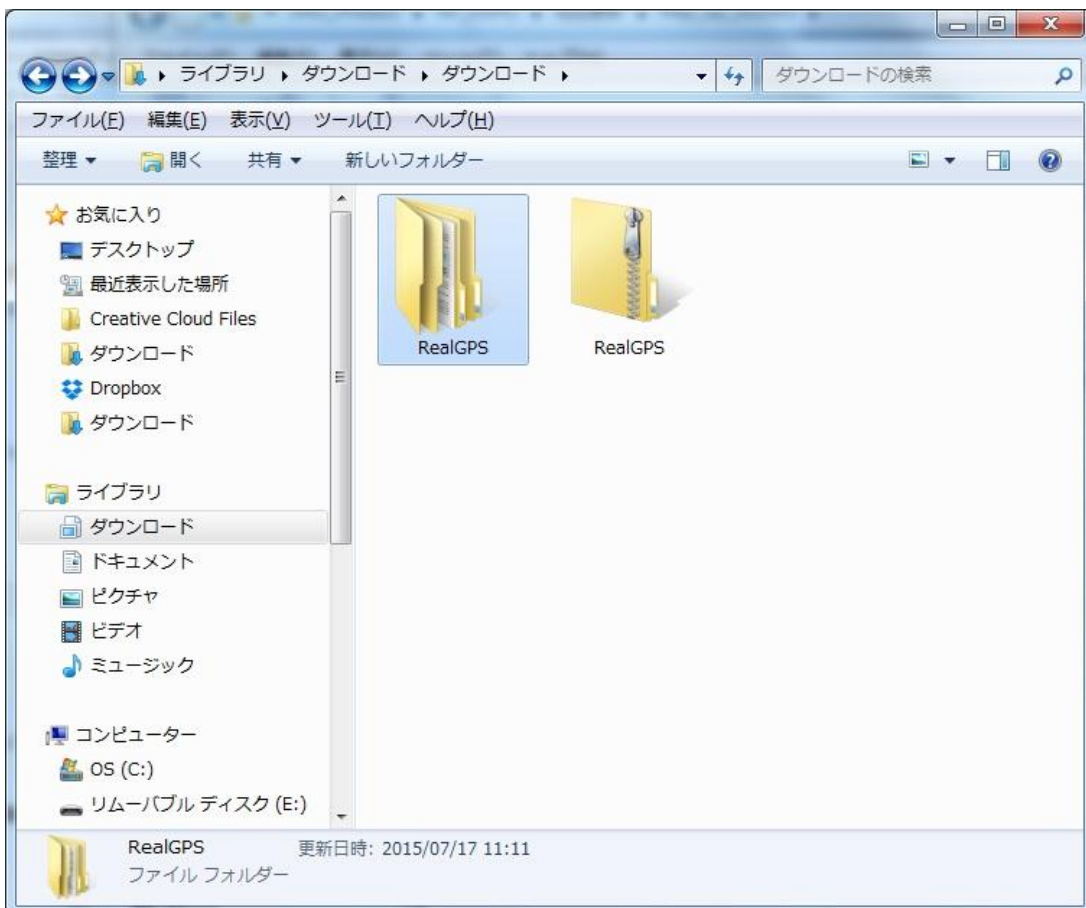 X
ライブラリ ▸ ダウンロード ▸ ダウンロード ▸
ダウンロードの検索
ファイル(F) 編集(E) 表示(V) ツール(T) ヘルプ(H)
整理 開く 共有 新しいフォルダー
お気に入り
デスクトップ
最近表示した場所
Creative Cloud Files
ダウンロード
Dropbox
ダウンロード
ライブラリ
ダウンロード
ドキュメント
ピクチャ
ビデオ
ミュージック
コンピューター
OS (C:)
リムーバブル ディスク (E:)
RealGPS
RealGPS
RealGPS 更新日時: 2015/07/17 11:11
ファイル フォルダー